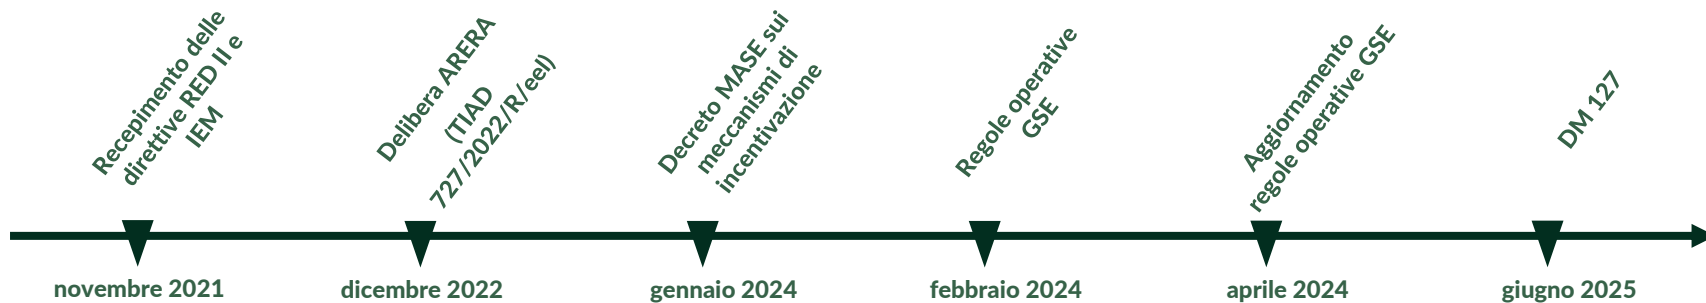 Recepimento delle
direttive RED II e
IEM
Delibera ARERA
(TIAD
727/2022/R/eel)
Decreto MASE sui
meccanismi di
incentivazione
Regole operative
GSE
Aggiornamento
regole operative GSE
DM 127
novembre 2021
dicembre 2022
gennaio 2024
febbraio 2024
aprile 2024
giugno 2025